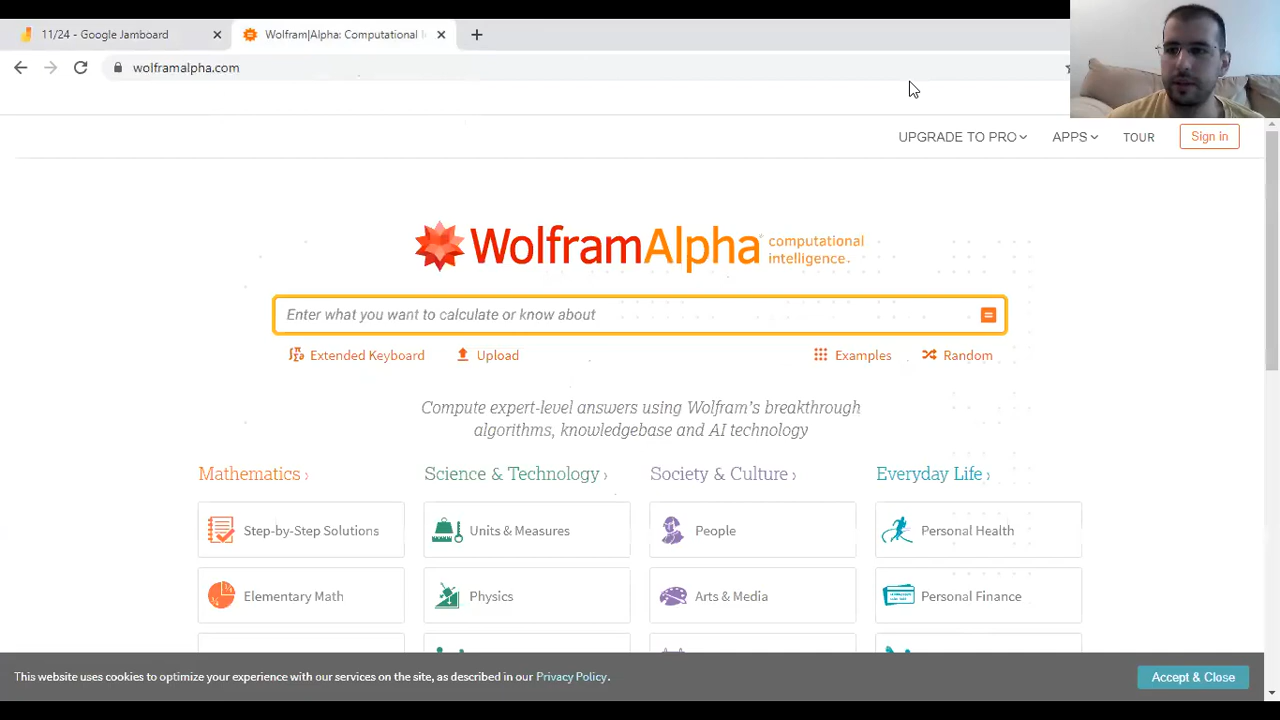 11/24 - Google Jamboard
Wolfram|Alpha: Computational
wolframalpha.com
UPGRADE TO PRO
APPS
TOUR
Sign in
WolframAlpha computational
intelligence.
Enter what you want to calculate or know about
Extended Keyboard
Upload
Examples
Random
Compute expert-level answers using Wolfram's breakthrough
algorithms, knowledgebase and AI technology
Mathematics ›
Science & Technology ›
Society & Culture ›
Everyday Life ›
Step-by-Step Solutions
Units & Measures
People
Personal Health
Elementary Math
Physics
Arts & Media
Personal Finance
This website uses cookies to optimize your experience with our services on the site, as described in our Privacy Policy.
Accept & Close